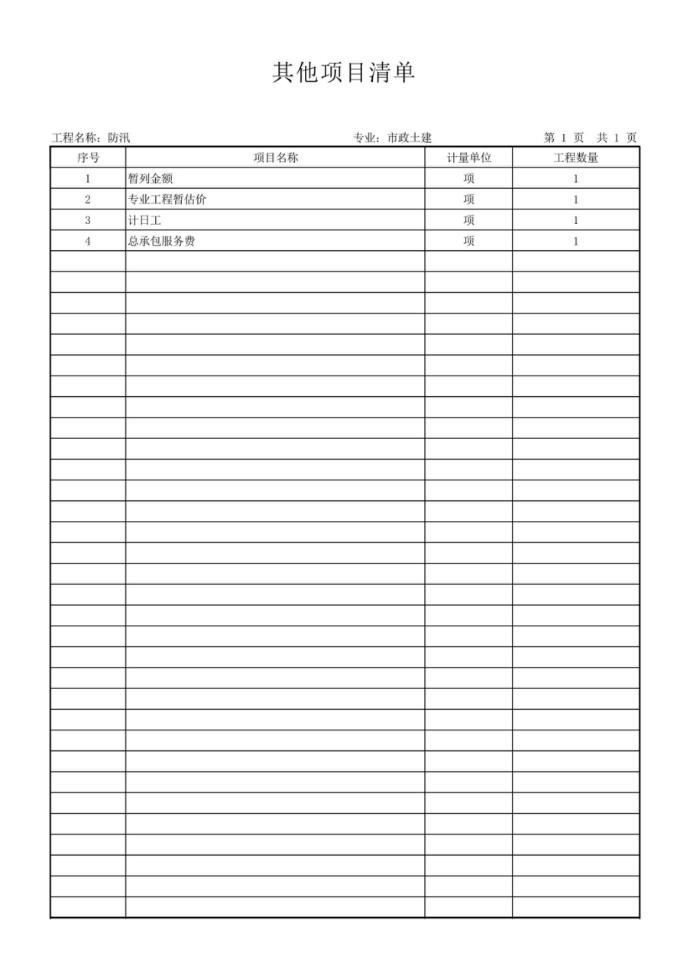 其他项目清单
工程名称：防汛 专业：市政土建 第 1 页 共 1 页
序号 项目名称 计量单位 工程数量
1 暂列金额 项 1
2 专业工程暂估价 项 1
3 计日工 项 1
4 总承包服务费 项 1